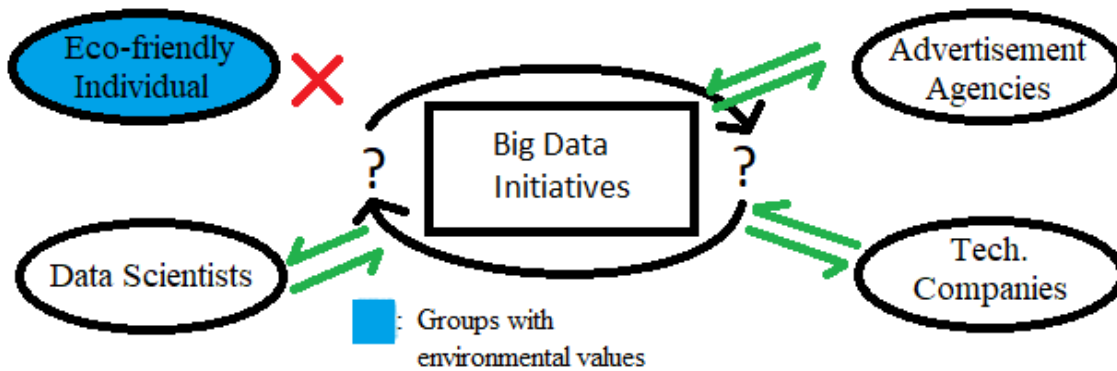 Eco-friendly
Individual
Advertisement
Agencies
Big Data
Initiatives
?
?
Data Scientists
Tech.
Companies
: Groups with
environmental values